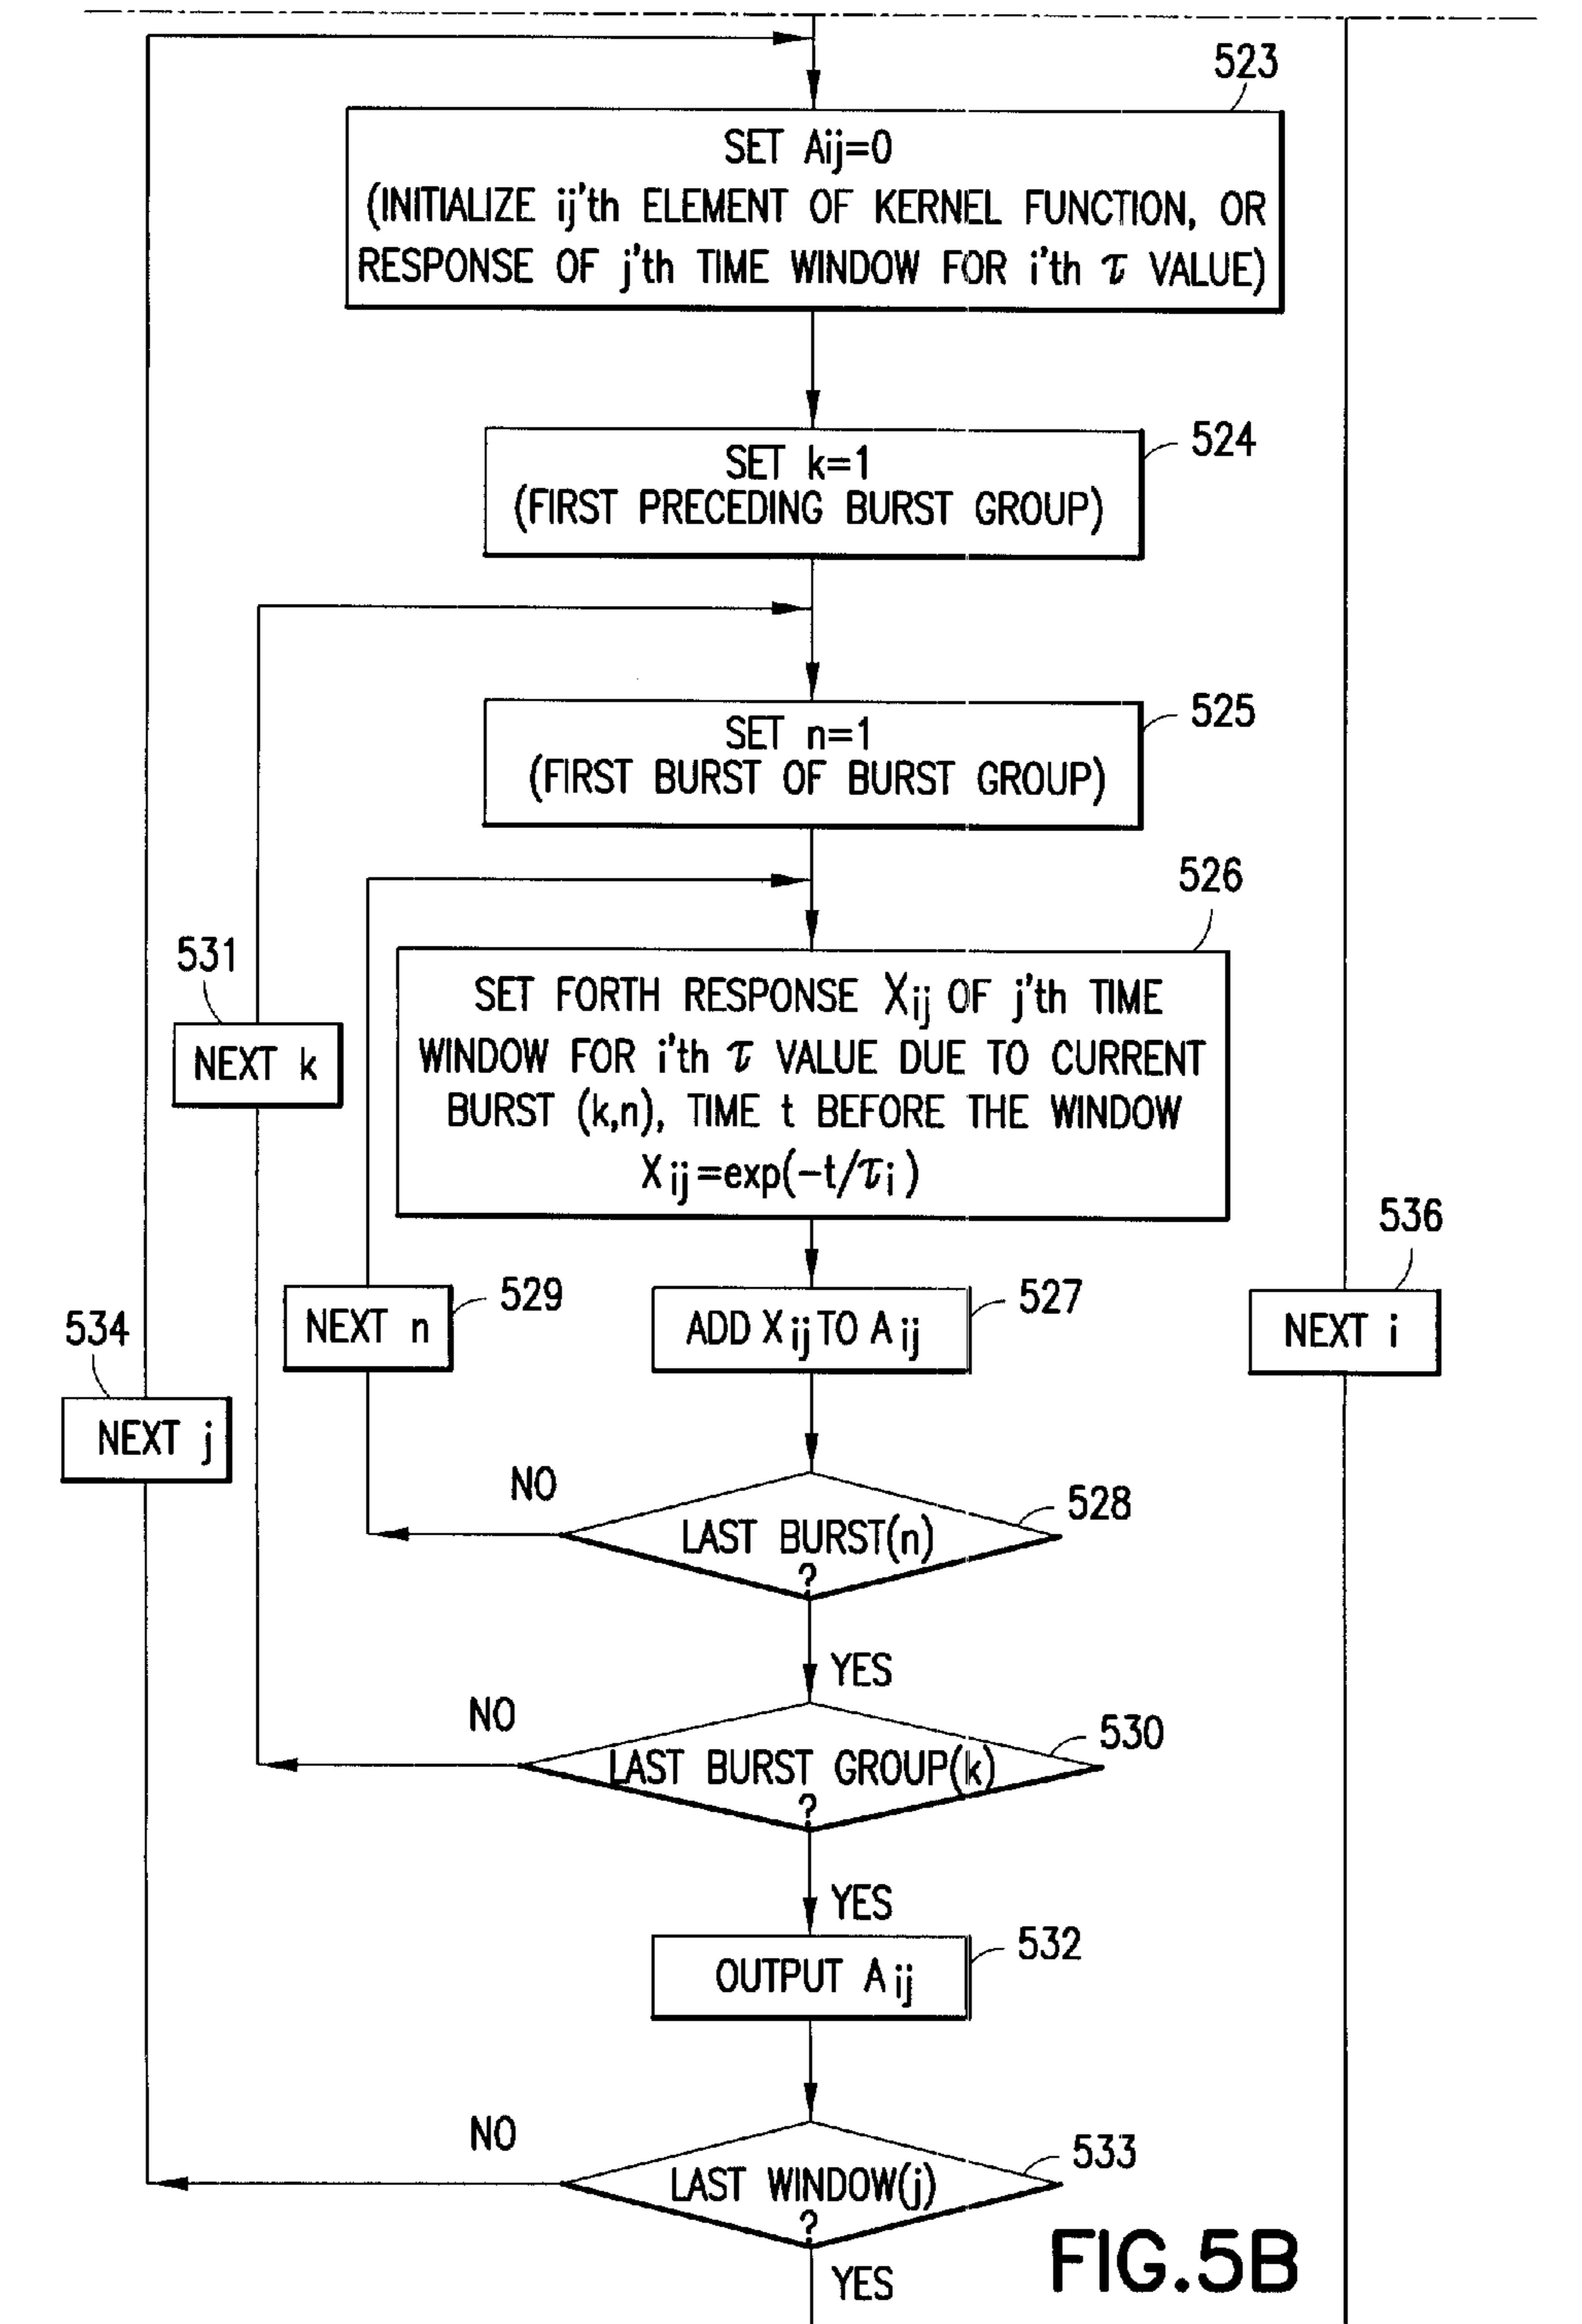 523
SET Aij=0
(INITIALIZE ij'th ELEMENT OF KERNEL FUNCTION, OR
RESPONSE OF j'th TIME WINDOW FOR i'th τ VALUE)
524
SET k=1
(FIRST PRECEDING BURST GROUP)
525
SET n=1
(FIRST BURST OF BURST GROUP)
526
SET FORTH RESPONSE Xij OF j'th TIME
WINDOW FOR i'th τ VALUE DUE TO CURRENT
BURST (k,n), TIME t BEFORE THE WINDOW
Xij=exp(-t/τi)
531
NEXT k
536
NEXT i
529
NEXT n
527
ADD Xij TO Aij
534
NEXT j
NO
528
LAST BURST(n)
?
YES
NO
530
LAST BURST GROUP(k)
?
YES
532
OUTPUT Aij
NO
533
LAST WINDOW(j)
?
YES
FIG.5B